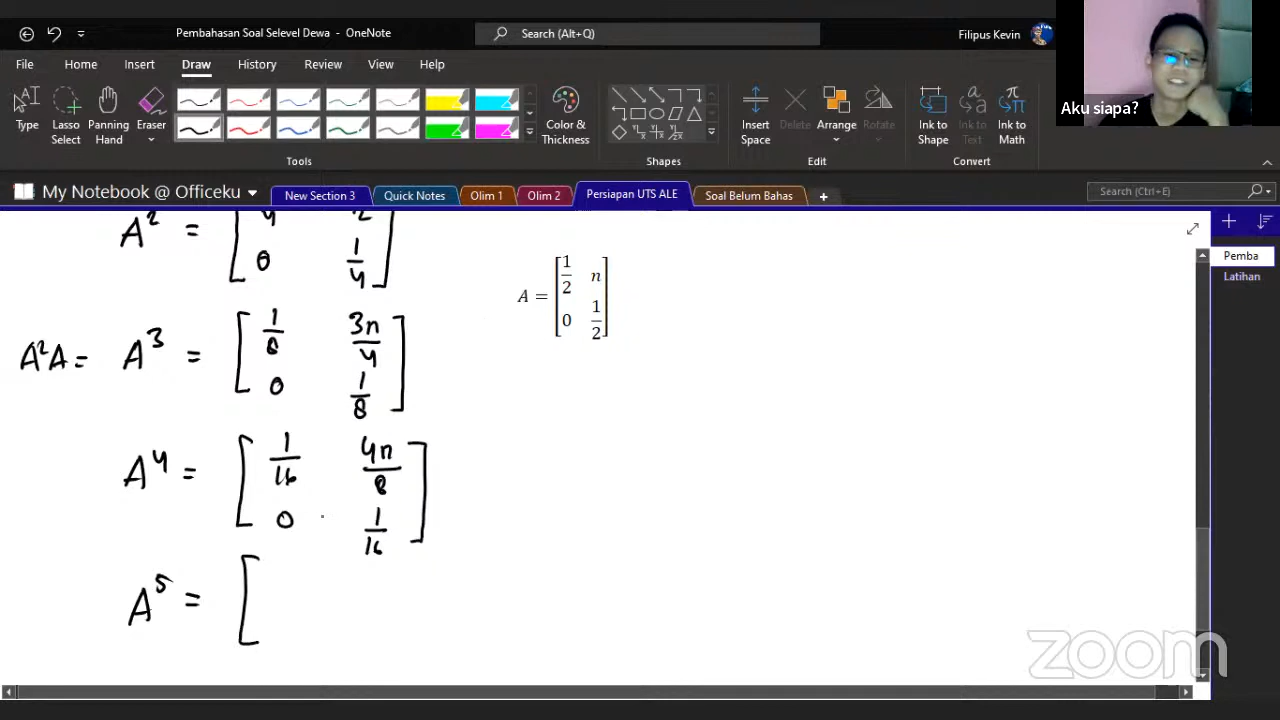 Pembahasan Soal Selevel Dewa - OneNote
Search (Alt+Q)
Filipus Kevin
Aku siapa?
File Home Insert Draw History Review View Help
Type
Lasso Select
Panning Hand
Eraser
Color & Thickness
Insert Space
Delete
Arrange
Rotate
Ink to Shape
Ink to Text
Ink to Math
Tools
Shapes
Edit
Convert
My Notebook @ Officeku
New Section 3
Quick Notes
Olim 1
Olim 2
Persiapan UTS ALE
Soal Belum Bahas
Search (Ctrl+E)
Pemba
Latihan
A² = [ 4 2
0 1/4 ]
A = [ 1/2 n
0 1/2 ]
A²A = A³ = [ 1/8 3n/4
0 1/8 ]
A⁴ = [ 1/16 4n/8
0 1/16 ]
A⁵ = [
zoom